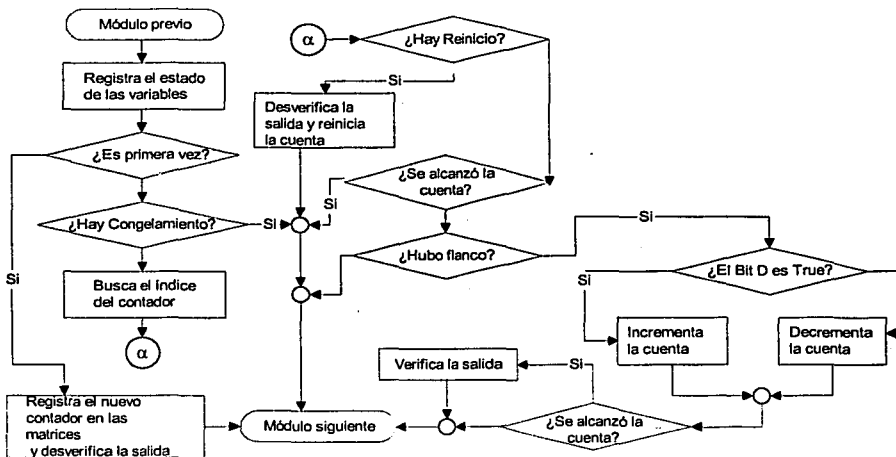 Módulo previo
Registra el estado
de las variables
¿Es primera vez?
¿Hay Congelamiento?
Si
Busca el índice
del contador
α
Si
Registra el nuevo
contador en las
matrices
y desverifica la salida
α
¿Hay Reinicio?
Si
Desverifica la
salida y reinicia
la cuenta
¿Se alcanzó la
cuenta?
Si
¿Hubo flanco?
Si
¿El Bit D es True?
Si
Incrementa
la cuenta
Decrementa
la cuenta
Verifica la salida
Si
¿Se alcanzó la
cuenta?
Módulo siguiente